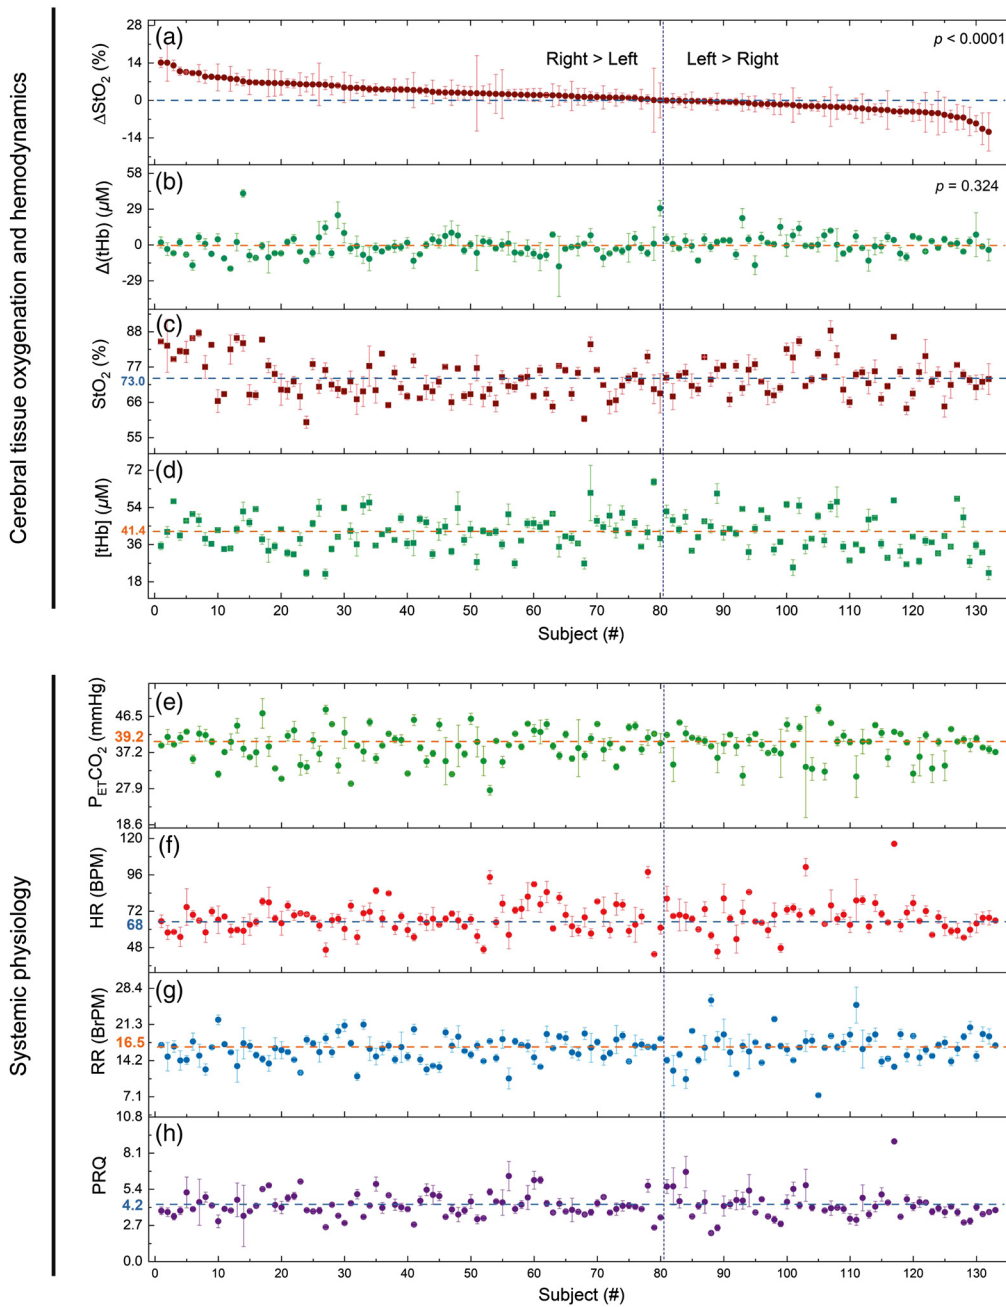 Cerebral tissue oxygenation and hemodynamics
(a)
p < 0.0001
Right > Left
Left > Right
ΔStO2 (%)
28
14
0
-14
(b)
p = 0.324
Δ(tHb) (µM)
58
29
0
-29
(c)
StO2 (%)
88
77
73.0
66
55
(d)
[tHb] (µM)
72
54
41.4
36
18
0 10 20 30 40 50 60 70 80 90 100 110 120 130
Subject (#)
Systemic physiology
(e)
PETCO2 (mmHg)
46.5
39.2
37.2
27.9
18.6
(f)
HR (BPM)
120
96
72
68
48
(g)
RR (BrPM)
28.4
21.3
16.5
14.2
7.1
(h)
PRQ
10.8
8.1
5.4
4.2
2.7
0.0
0 10 20 30 40 50 60 70 80 90 100 110 120 130
Subject (#)